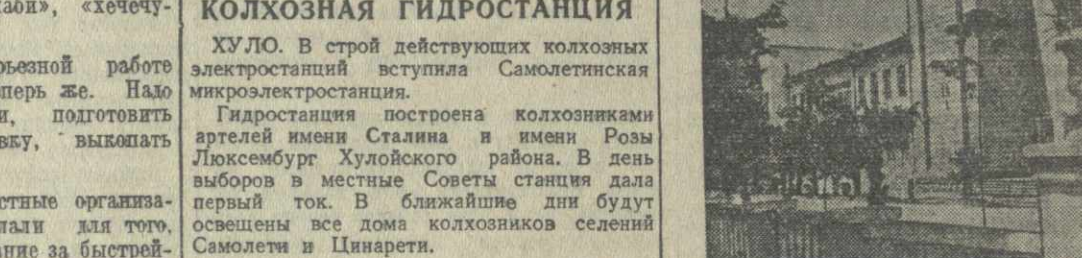 «хечечу-
рьезной работе
перь же. Надо
и, подготовить
вку, выкопать
стные организа-
лали для того,
ание за быстрей-
КОЛХОЗНАЯ ГИДРОСТАНЦИЯ
ХУЛО. В строй действующих колхозных
электростанций вступила Самолетинская
микроэлектростанция.
Гидростанция построена колхозниками
артелей имени Сталина и имени Розы
Люксембург Хулойского района. В день
выборов в местные Советы станция дала
первый ток. В ближайшие дни будут
освещены все дома колхозников селений
Самолети и Цинарети.